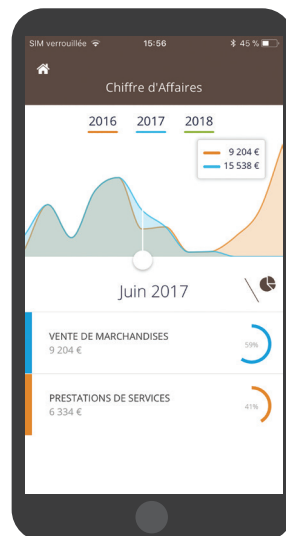 SIM verrouillée 15:56 45 %
Chiffre d'Affaires
2016 2017 2018
9 204 €
15 538 €
Juin 2017
VENTE DE MARCHANDISES
9 204 €
59%
PRESTATIONS DE SERVICES
6 334 €
41%